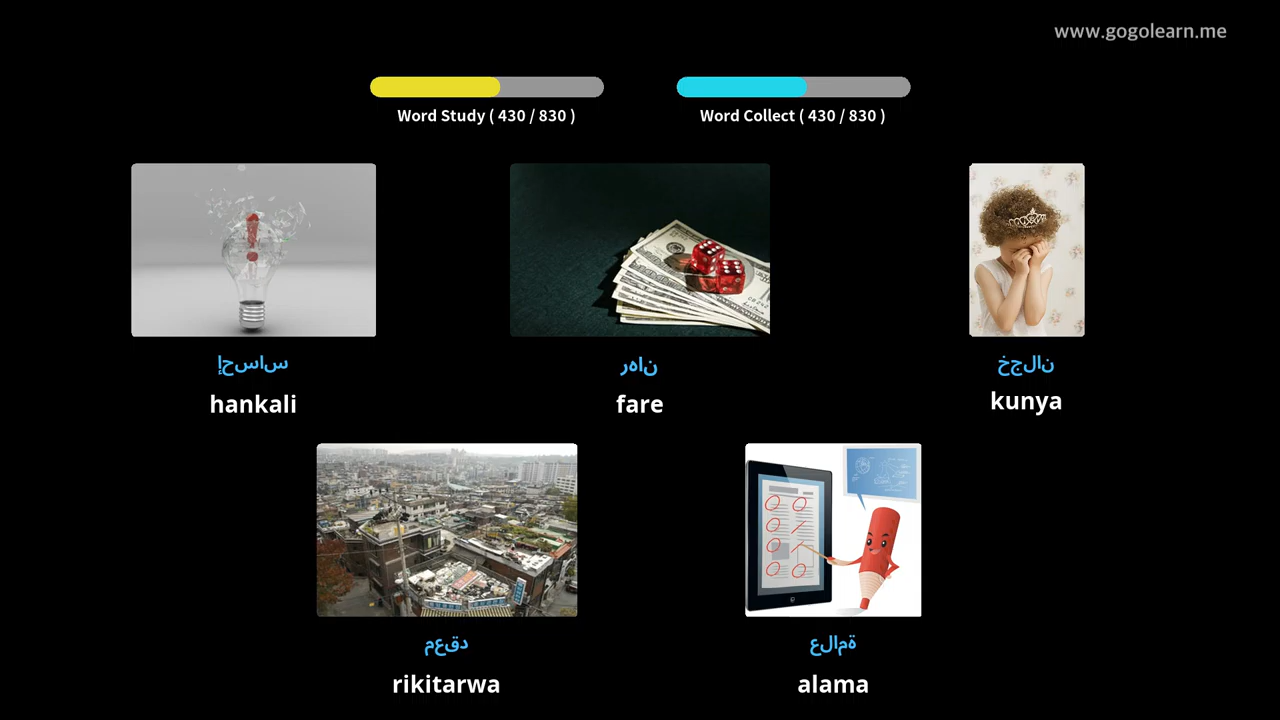 www.gogolearn.me
Word Study ( 430 / 830 )
Word Collect ( 430 / 830 )
إحساس
hankali
رهان
fare
خجلان
kunya
معقد
rikitarwa
علامة
alama